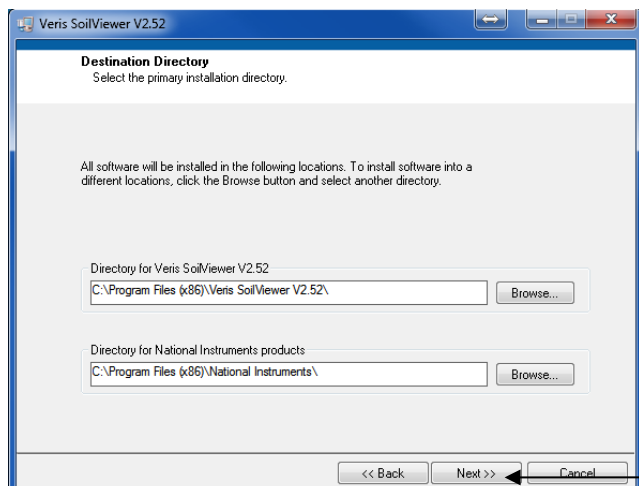 Veris SoilViewer V2.52
Destination Directory
Select the primary installation directory.
All software will be installed in the following locations. To install software into a
different locations, click the Browse button and select another directory.
Directory for Veris SoilViewer V2.52
C:\Program Files (x86)\Veris SoilViewer V2.52\
Browse...
Directory for National Instruments products
C:\Program Files (x86)\National Instruments\
Browse...
<< Back Next >> Cancel